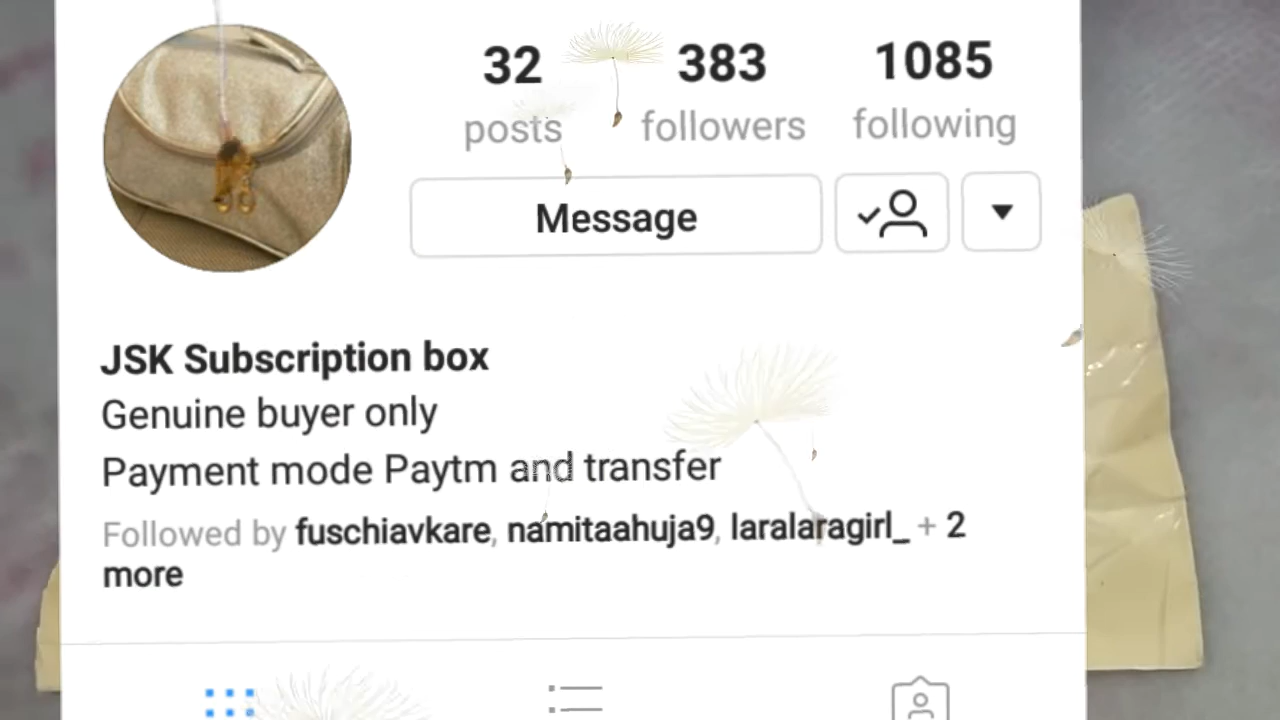 32 383 1085
posts followers following
Message
JSK Subscription box
Genuine buyer only
Payment mode Paytm and transfer
Followed by fuschiavkare, namitaahuja9, laralaragirl_ + 2
more